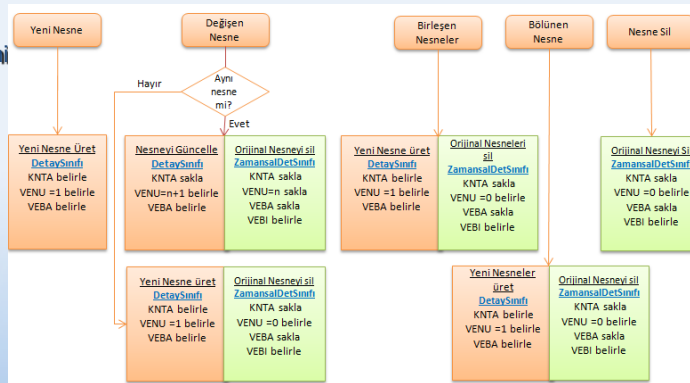 Yeni Nesne
Değişen
Nesne
Birleşen
Nesneler
Bölünen
Nesne
Nesne Sil
Hayır
Aynı
nesne
mi?
Evet
Yeni Nesne Üret
DetaySınıfı
KNTA belirle
VENU =1 belirle
VEBA belirle
Nesneyi Güncelle
DetaySınıfı
KNTA sakla
VENU=n+1 belirle
VEBA belirle
Orijinal Nesneyi sil
ZamansalDetSınıfı
KNTA sakla
VENU=n sakla
VEBA sakla
VEBI belirle
Yeni Nesne üret
DetaySınıfı
KNTA belirle
VENU =1 belirle
VEBA belirle
Orijinal Nesneleri
sil
ZamansalDetSınıfı
KNTA sakla
VENU =0 belirle
VEBA sakla
VEBI belirle
Orijinal Nesneyi Sil
ZamansalDetSınıfı
KNTA sakla
VENU =0 belirle
VEBA sakla
VEBI belirle
Yeni Nesne üret
DetaySınıfı
KNTA belirle
VENU =1 belirle
VEBA belirle
Orijinal Nesneyi sil
ZamansalDetSınıfı
KNTA sakla
VENU =0 belirle
VEBA sakla
VEBI belirle
Yeni Nesneler
üret
DetaySınıfı
KNTA belirle
VENU =1 belirle
VEBA belirle
Orijinal Nesneyi sil
ZamansalDetSınıfı
KNTA sakla
VENU =0 belirle
VEBA sakla
VEBI belirle